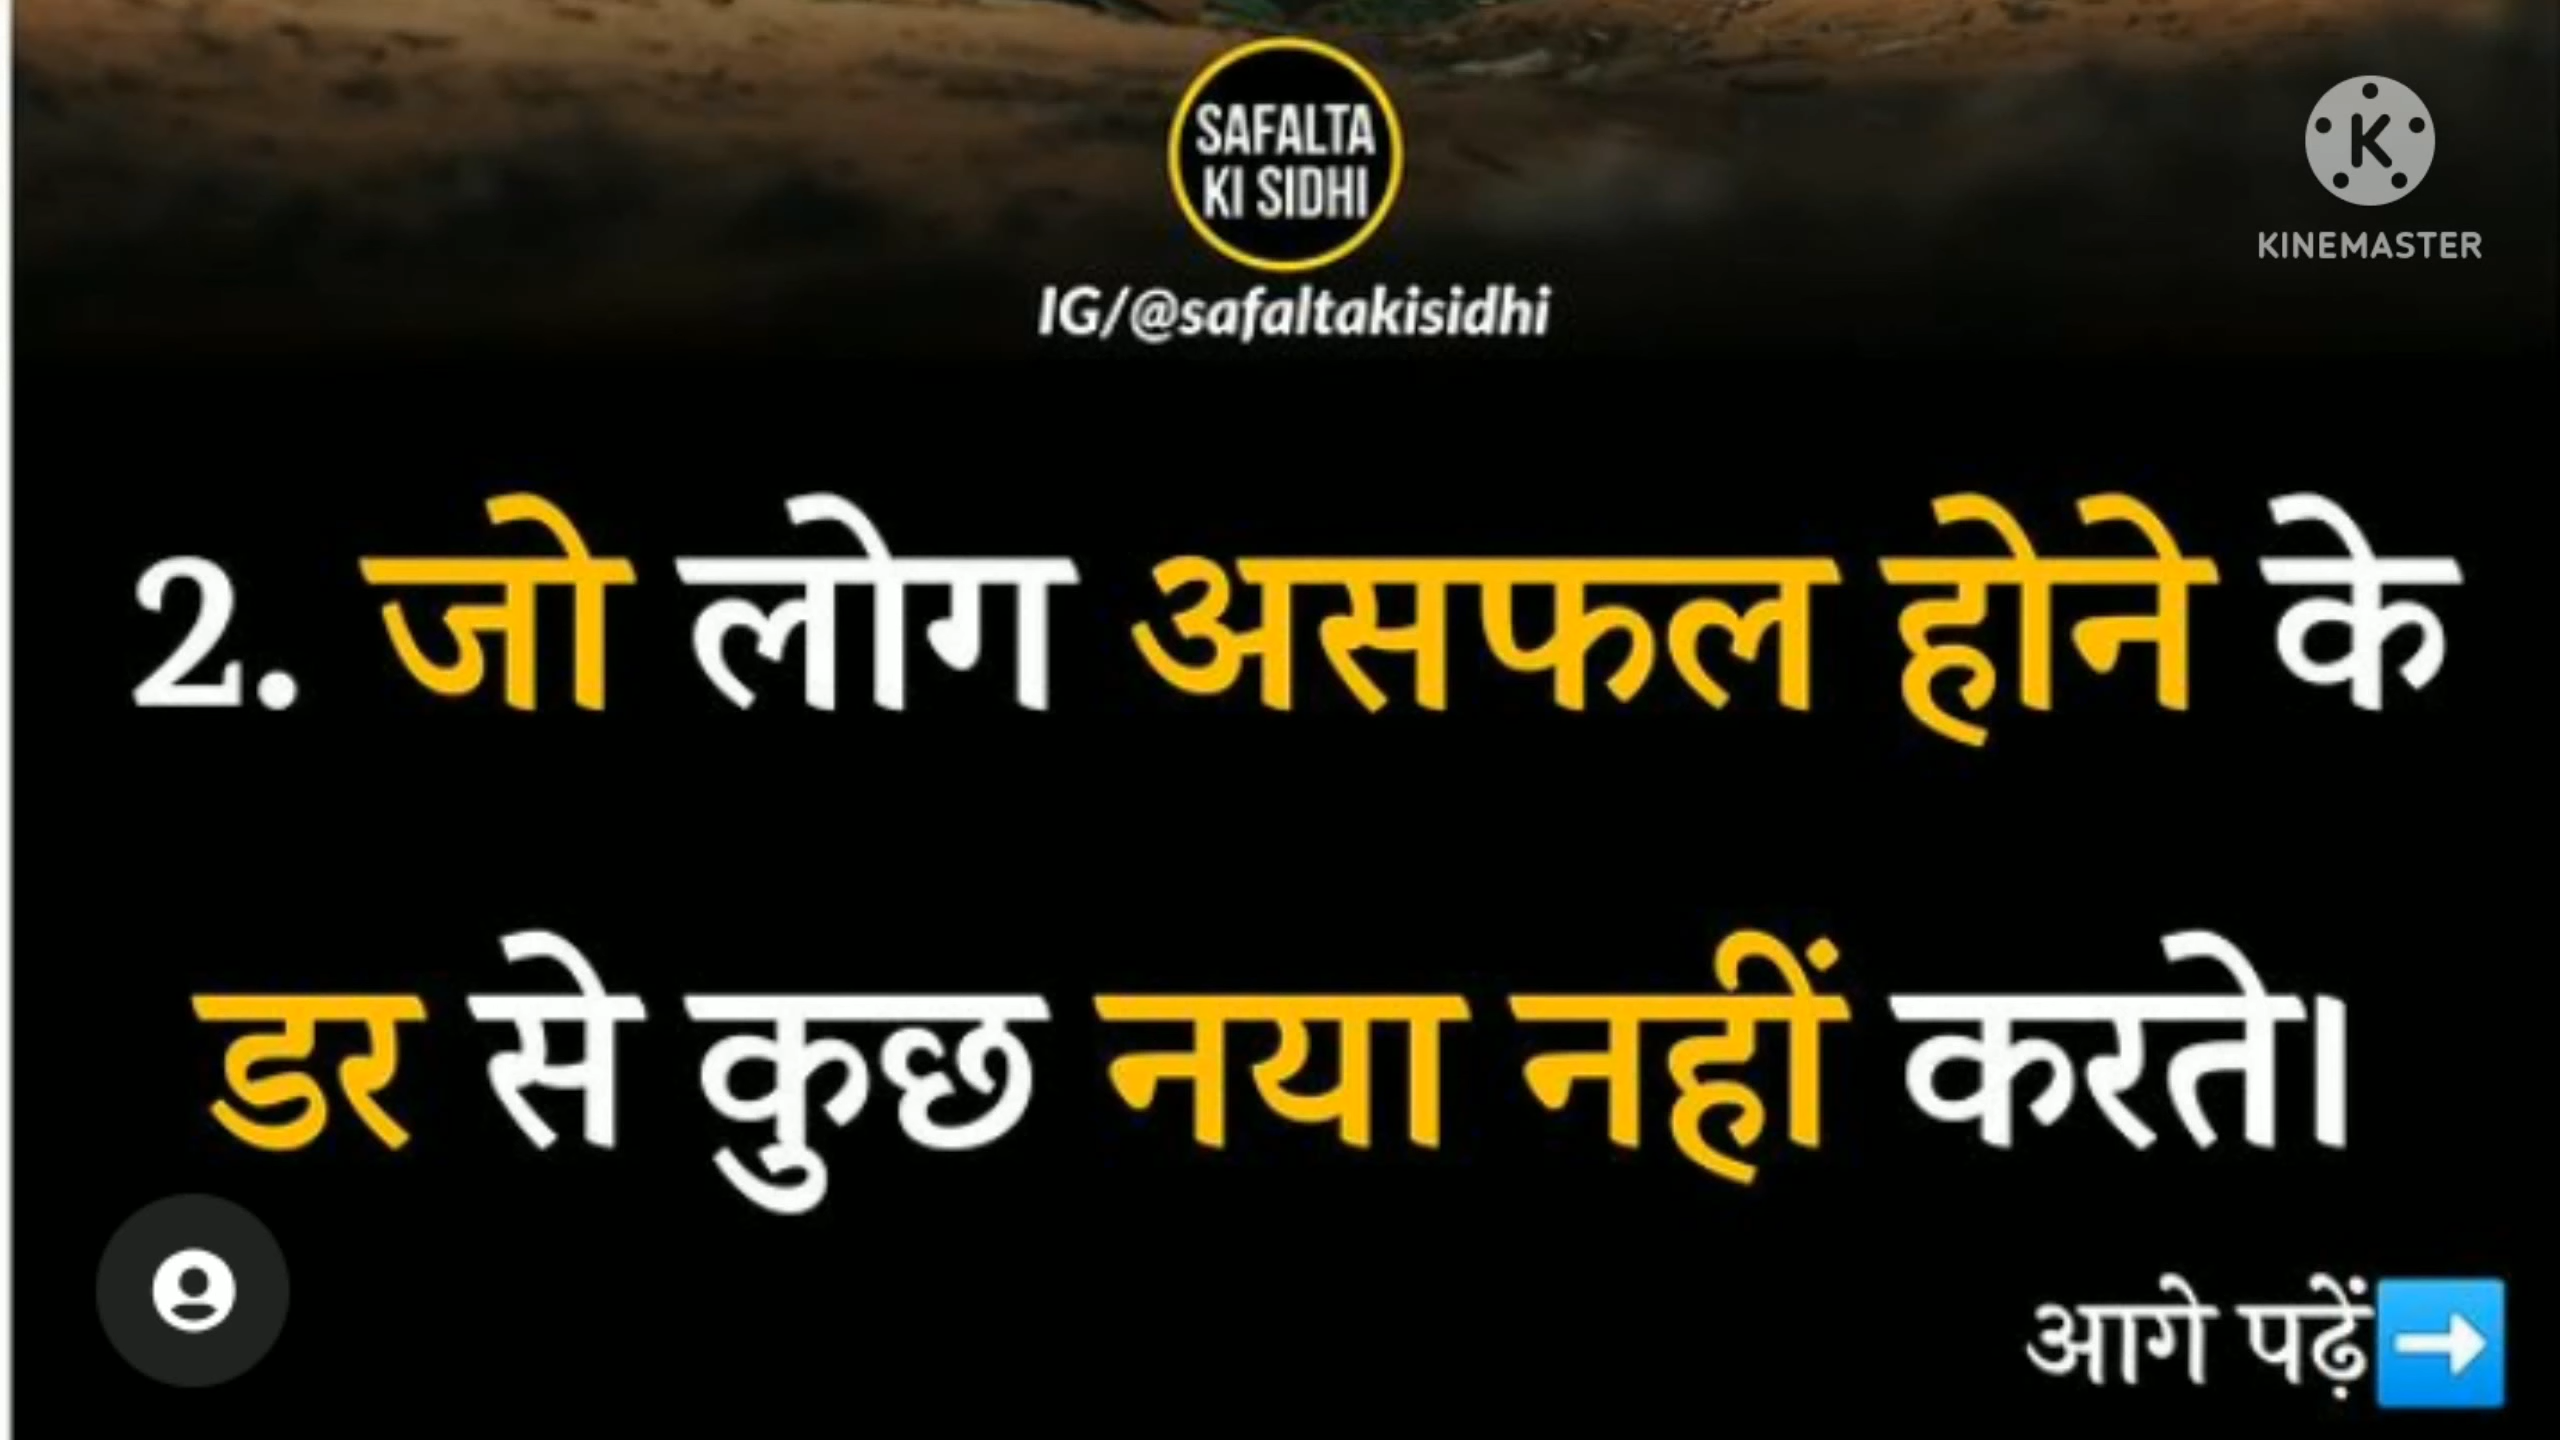 SAFALTA
KI SIDHI
KINEMASTER
IG/@safaltakisidhi
2. जो लोग असफल होने के
डर से कुछ नया नहीं करते।
आगे पढ़ें➡